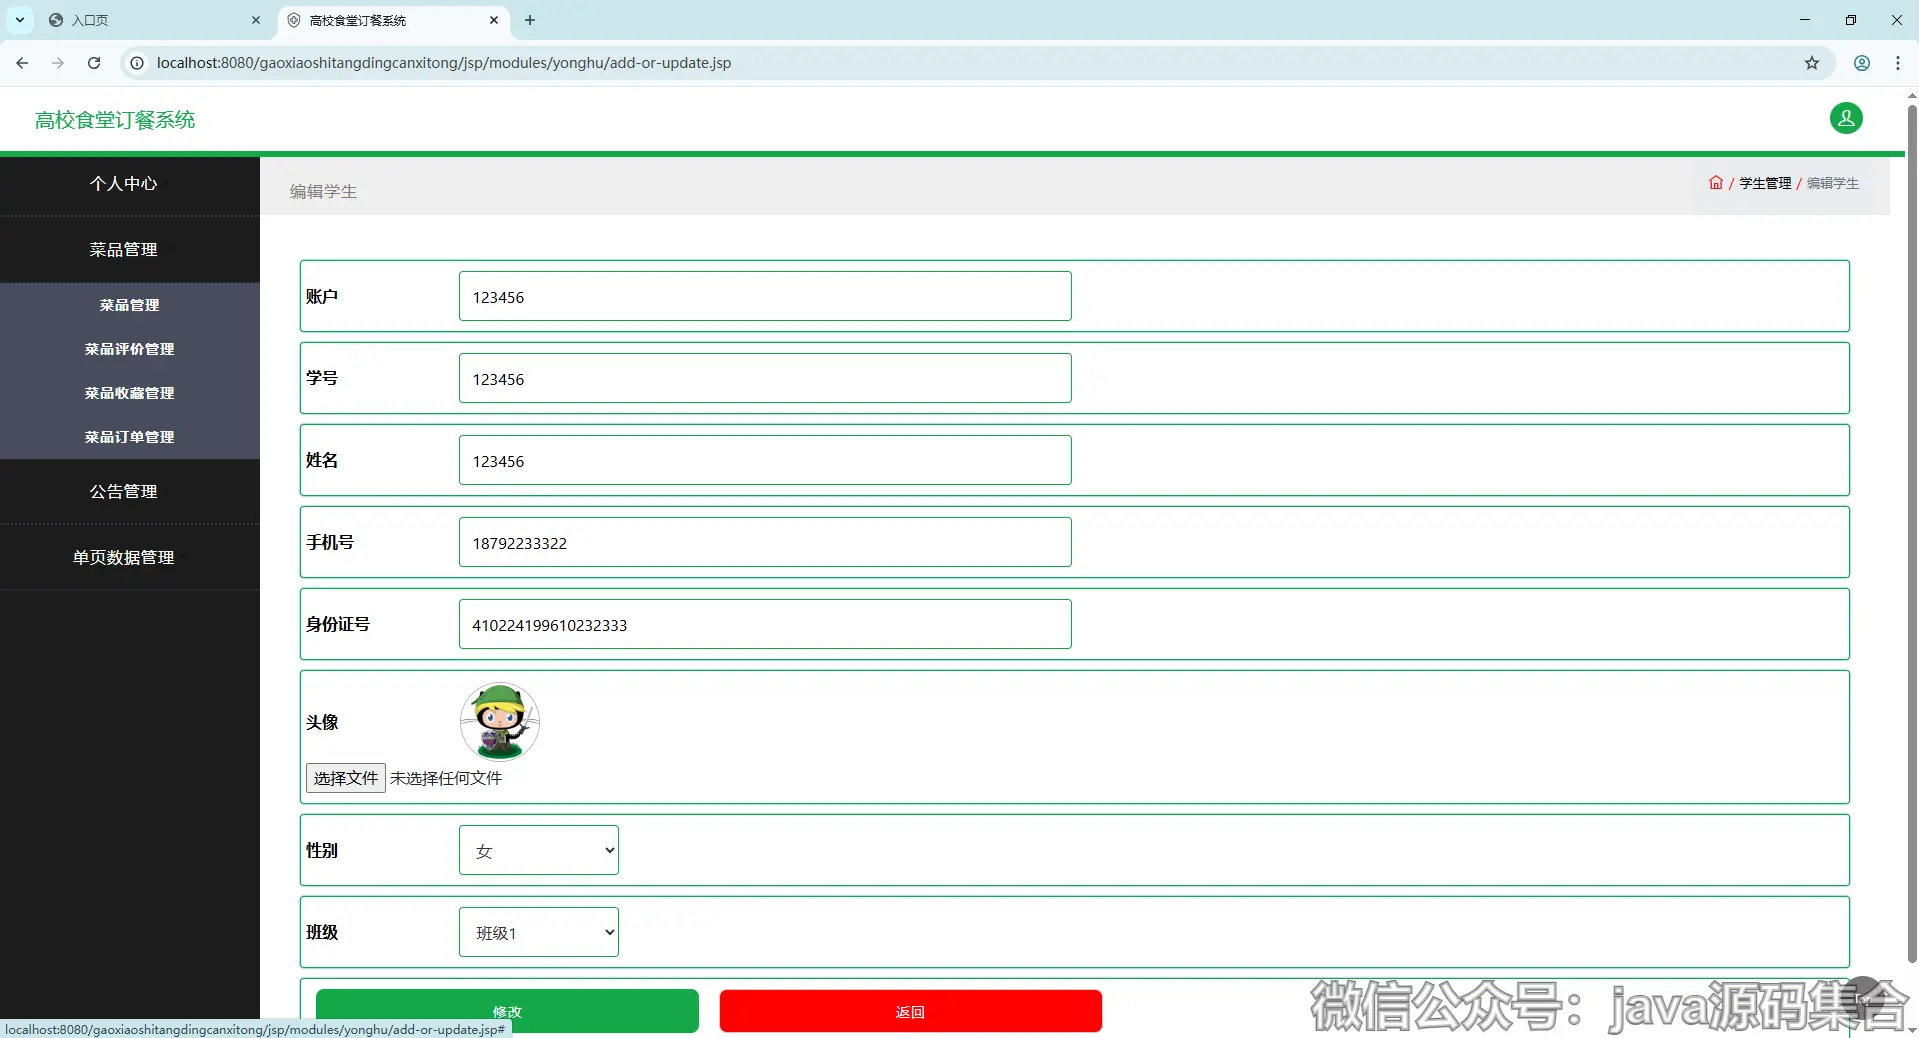 入口页
高校食堂订餐系统
localhost:8080/gaoxiaoshitangdingcanxitong/jsp/modules/yonghu/add-or-update.jsp
高校食堂订餐系统
个人中心
菜品管理
菜品管理
菜品评价管理
菜品收藏管理
菜品订单管理
公告管理
单页数据管理
编辑学生
/ 学生管理 / 编辑学生
账户 123456
学号 123456
姓名 123456
手机号 18792233322
身份证号 410224199610232333
头像
选择文件 未选择任何文件
性别 女
班级 班级1
修改 返回
微信公众号：java源码集合
localhost:8080/gaoxiaoshitangdingcanxitong/jsp/modules/yonghu/add-or-update.jsp#